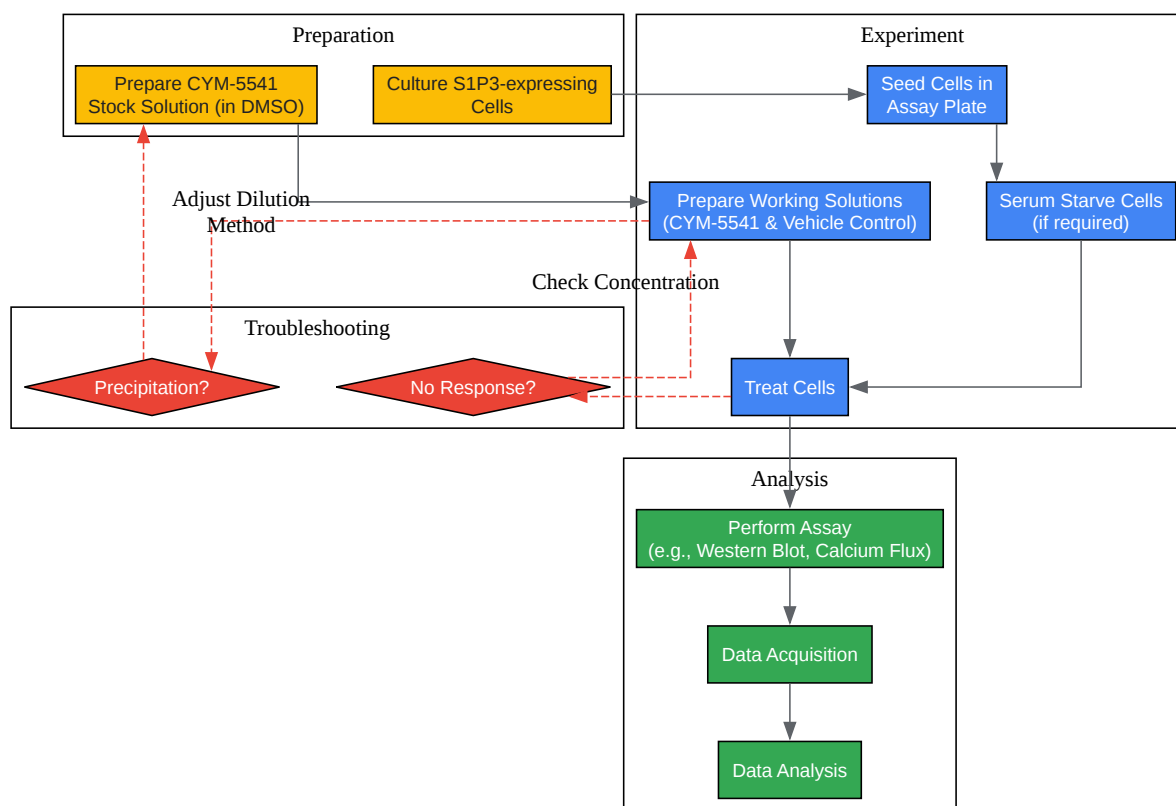 Preparation
Prepare CYM-5541
Stock Solution (in DMSO)
Culture S1P3-expressing
Cells
Experiment
Seed Cells in
Assay Plate
Adjust Dilution
Method
Prepare Working Solutions
(CYM-5541 & Vehicle Control)
Serum Starve Cells
(if required)
Check Concentration
Troubleshooting
Precipitation?
No Response?
Treat Cells
Analysis
Perform Assay
(e.g., Western Blot, Calcium Flux)
Data Acquisition
Data Analysis